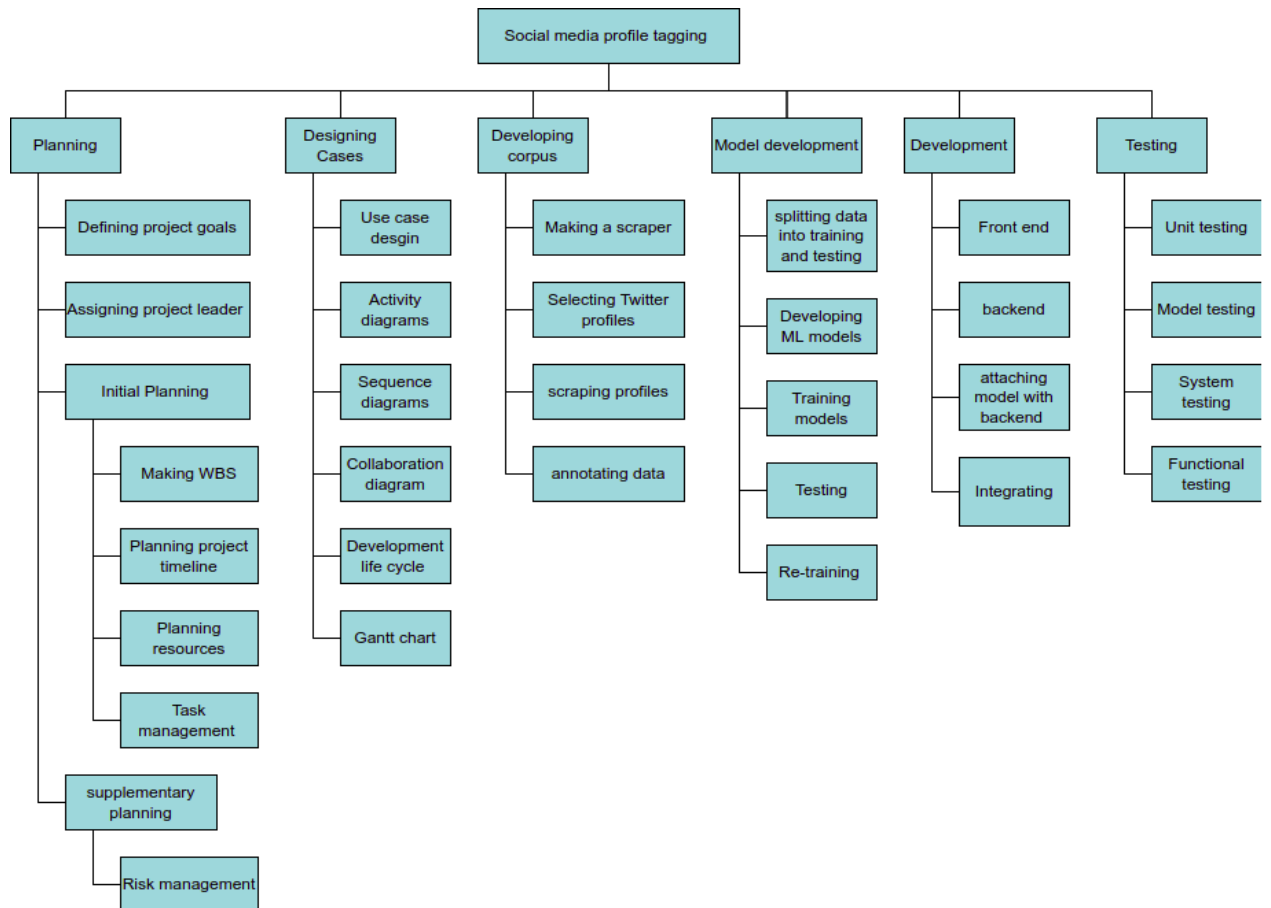 Social media profile tagging
Planning
Defining project goals
Assigning project leader
Initial Planning
Making WBS
Planning project
timeline
Planning
resources
Task
management
supplementary
planning
Risk management
Designing
Cases
Use case
desgin
Activity
diagrams
Sequence
diagrams
Collaboration
diagram
Development
life cycle
Gantt chart
Developing
corpus
Making a scraper
Selecting Twitter
profiles
scraping profiles
annotating data
Model development
splitting data
into training
and testing
Developing
ML models
Training
models
Testing
Re-training
Development
Front end
backend
attaching
model with
backend
Integrating
Testing
Unit testing
Model testing
System
testing
Functional
testing